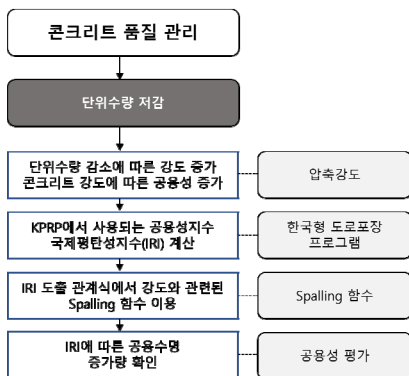 콘크리트 품질 관리
단위수량 저감
단위수량 감소에 따른 강도 증가
콘크리트 강도에 따른 공용성 증가
압축강도
KPRP에서 사용되는 공용성지수
국제평탄성지수(IRI) 계산
한국형 도로포장
프로그램
IRI 도출 관계식에서 강도와 관련된
Spalling 함수 이용
Spalling 함수
IRI에 따른 공용수명
증가량 확인
공용성 평가